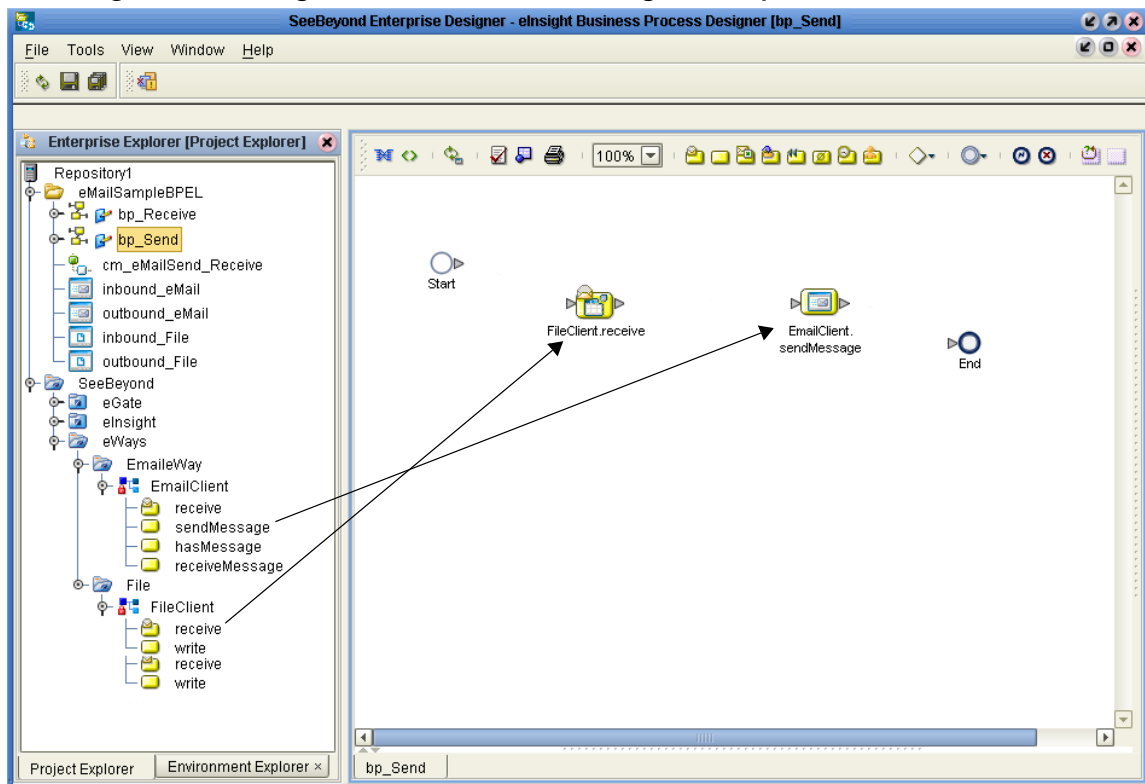 SeeBeyond Enterprise Designer - eInsight Business Process Designer [bp_Send]
File Tools View Window Help
Enterprise Explorer [Project Explorer]
100%
Repository1
eMailSampleBPEL
bp_Receive
bp_Send
cm_eMailSend_Receive
inbound_eMail
outbound_eMail
inbound_File
outbound_File
SeeBeyond
eGate
eInsight
eWays
EmaileWay
EmailClient
receive
sendMessage
hasMessage
receiveMessage
File
FileClient
receive
write
receive
write
Project Explorer
Environment Explorer ×
Start
FileClient.receive
EmailClient.
sendMessage
End
bp_Send